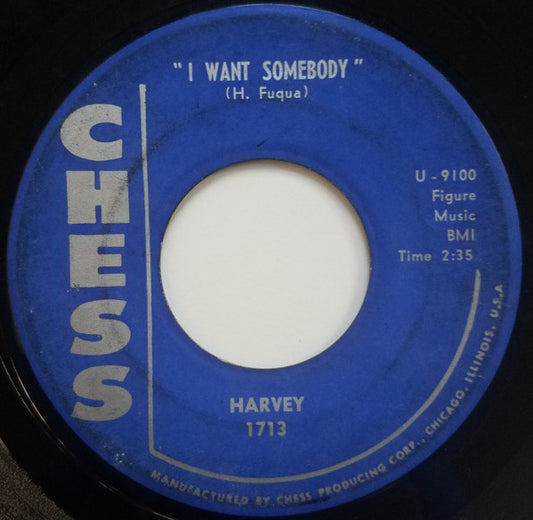 "I WANT SOMEBODY"
(H. Fuqua)
CHESS
U-9100
Figure
Music
BMI
Time 2:35
HARVEY
1713
MANUFACTURED BY CHESS PRODUCING CORP., CHICAGO, ILLINOIS, U.S.A